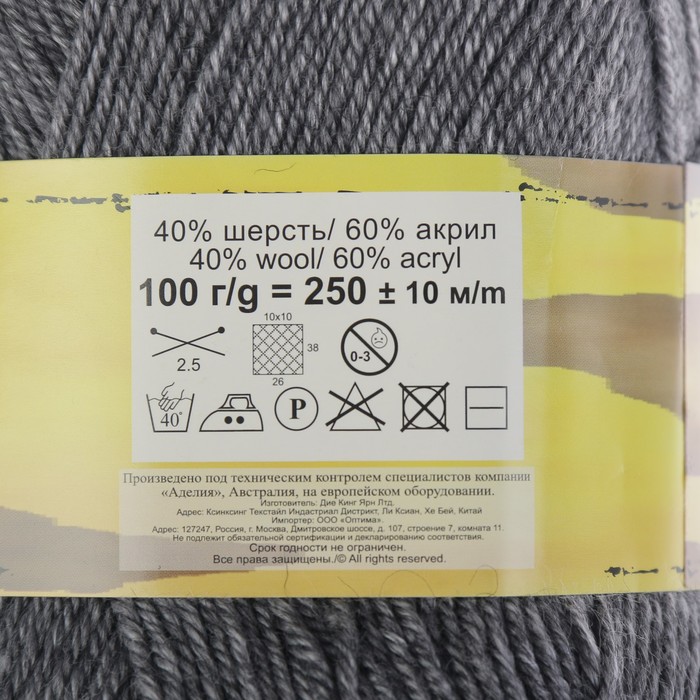 40% шерсть/ 60% акрил
40% wool/ 60% acryl
100 г/g = 250 ± 10 м/m
10x10
2.5
38
26
0-3
40°
P
Произведено под техническим контролем специалистов компании
«Аделия», Австралия, на европейском оборудовании.
Изготовитель: Дие Кинг Ярн Лтд.
Адрес: Ксинксинг Текстайл Индастриал Дистрикт, Ли Ксиан, Хе Бей, Китай
Импортер: ООО «Оптима».
Адрес: 127247, Россия, г. Москва, Дмитровское шоссе, д. 107, строение 7, комната 11.
Не подлежит обязательной сертификации и декларированию соответствия.
Срок годности не ограничен.
Все права защищены./© All rights reserved.